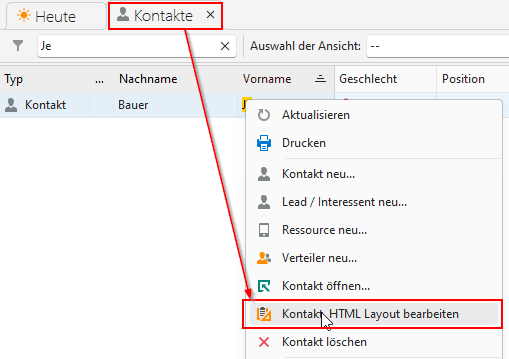 Heute Kontakte
Je Auswahl der Ansicht: --
Typ ... Nachname Vorname Geschlecht Position
Kontakt Bauer
Aktualisieren
Drucken
Kontakt neu...
Lead / Interessent neu...
Ressource neu...
Verteiler neu...
Kontakt öffnen...
Kontakt HTML Layout bearbeiten
Kontakt löschen